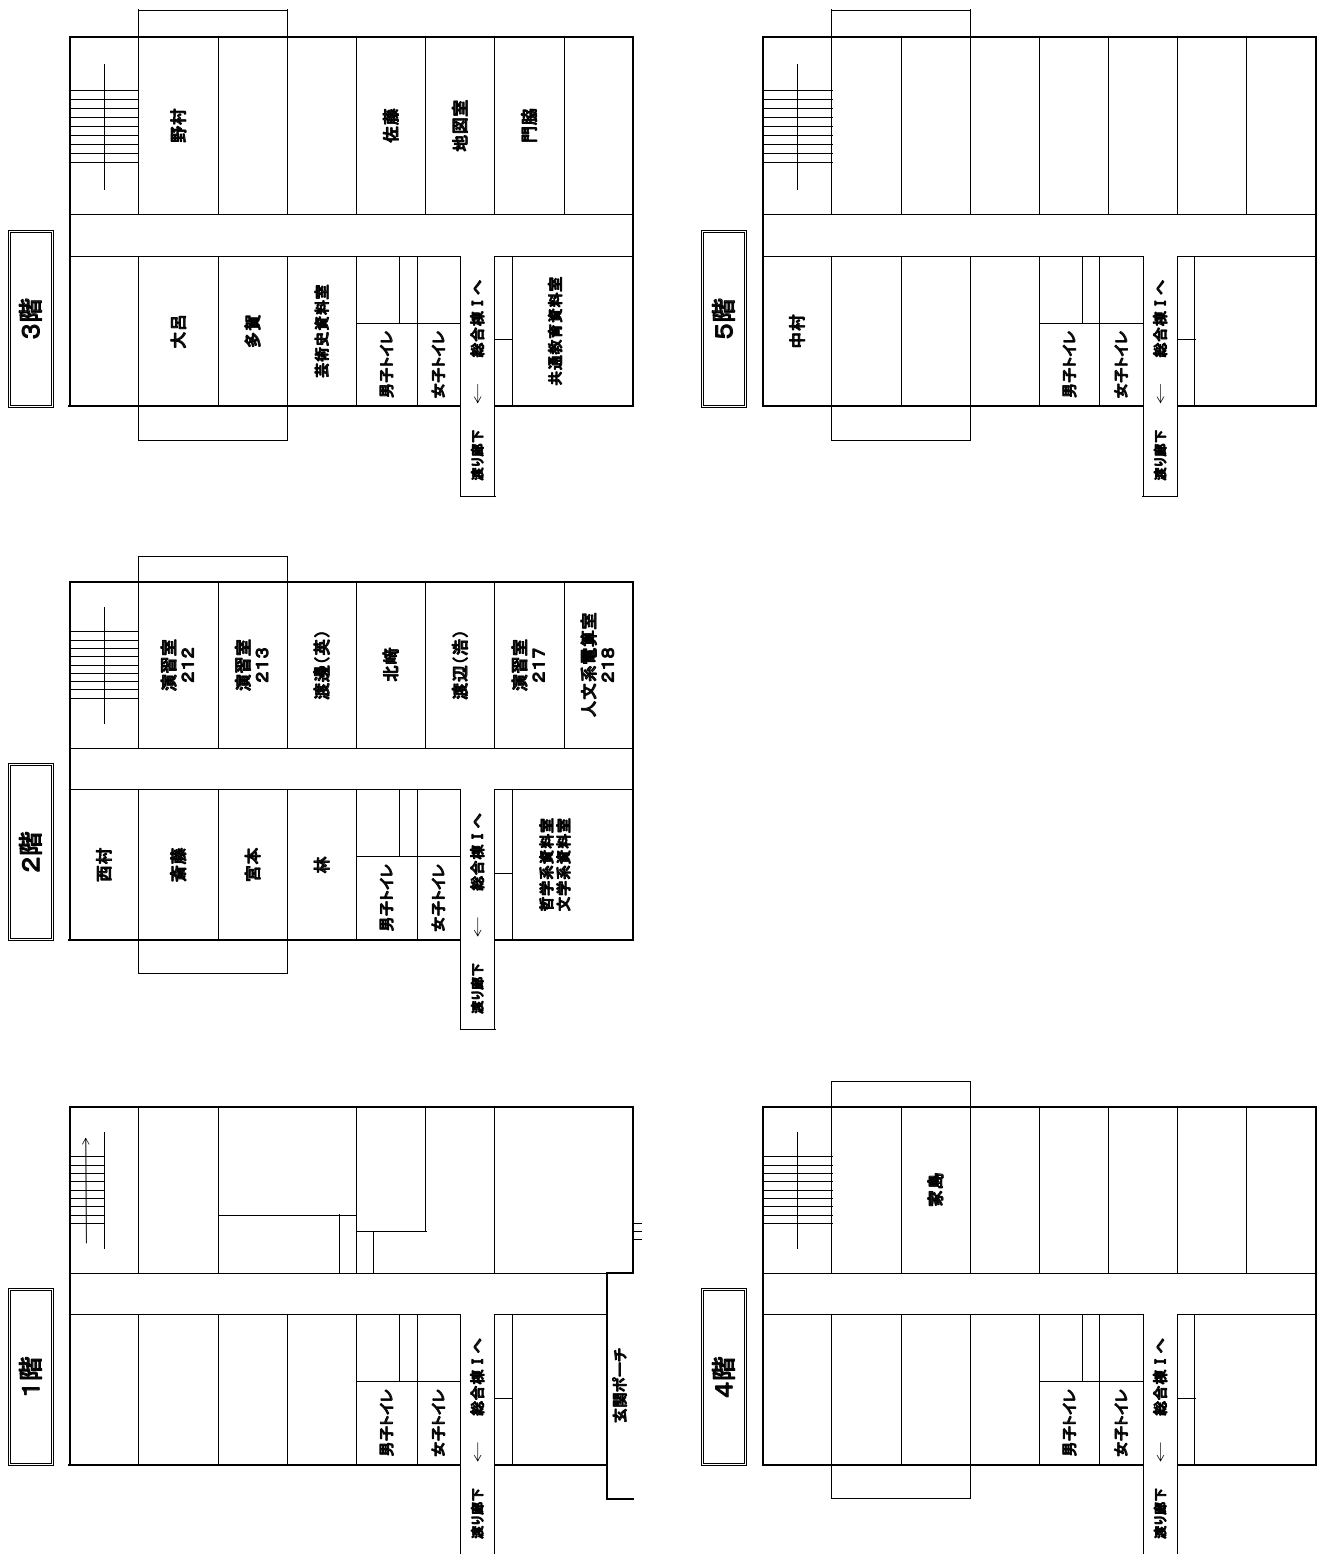 3階
野村
佐藤
地図室
門脇
大呂
多賀
芸術史資料室
男子トイレ
女子トイレ
渡り廊下 ← 総合棟Ⅰへ
共通教育資料室
5階
中村
男子トイレ
女子トイレ
渡り廊下 ← 総合棟Ⅰへ
2階
演習室
212
演習室
213
渡邊(英)
北﨑
渡辺(浩)
演習室
217
人文系電算室
218
西村
斎藤
宮本
林
男子トイレ
女子トイレ
渡り廊下 ← 総合棟Ⅰへ
哲学系資料室
文学系資料室
1階
男子トイレ
女子トイレ
渡り廊下 ← 総合棟Ⅰへ
玄関ポーチ
4階
家島
男子トイレ
女子トイレ
渡り廊下 ← 総合棟Ⅰへ